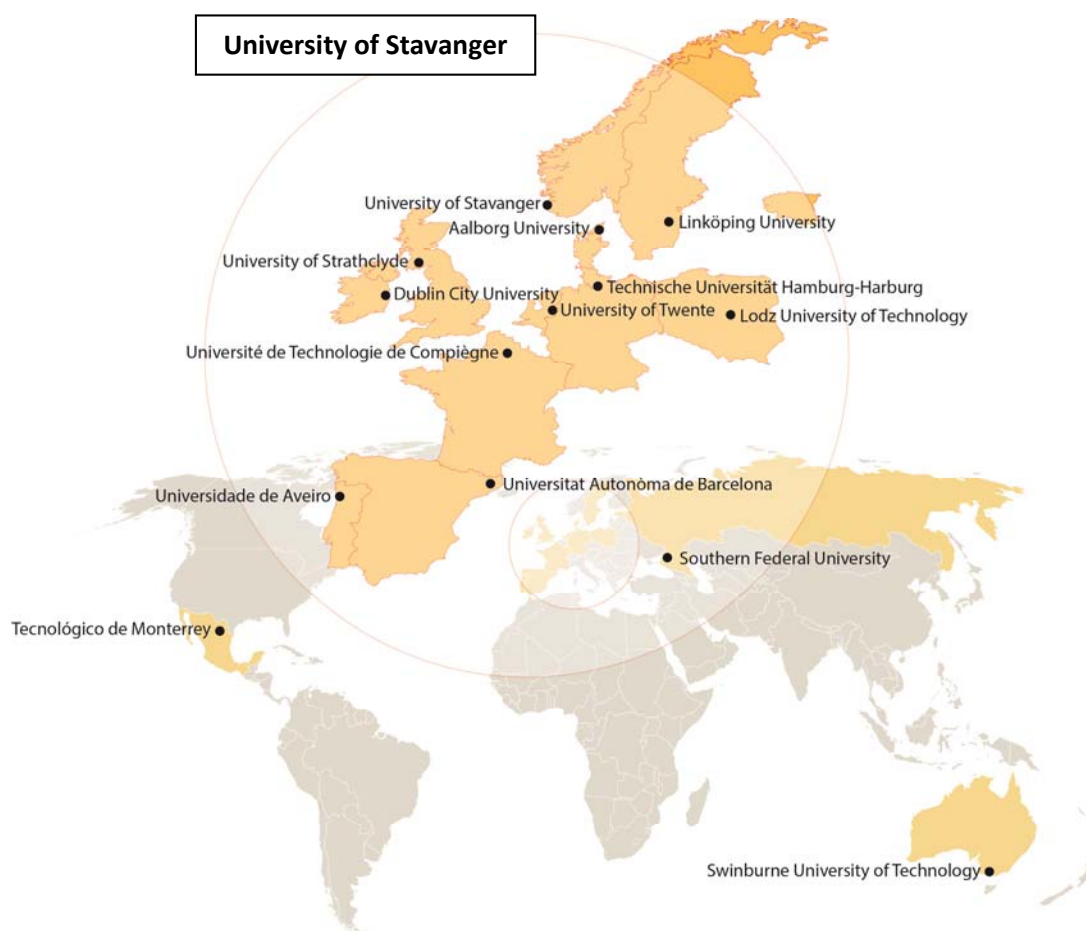 University of Stavanger
University of Stavanger
Aalborg University
Linköping University
University of Strathclyde
Dublin City University
Technische Universität Hamburg-Harburg
University of Twente
Lodz University of Technology
Université de Technologie de Compiègne
Universitat Autonòma de Barcelona
Universidade de Aveiro
Southern Federal University
Tecnológico de Monterrey
Swinburne University of Technology